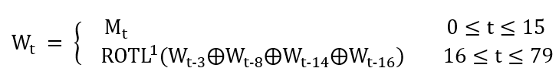 W_t = { M_t 0 ≤ t ≤ 15
ROTL^1(W_{t-3}⊕W_{t-8}⊕W_{t-14}⊕W_{t-16}) 16 ≤ t ≤ 79